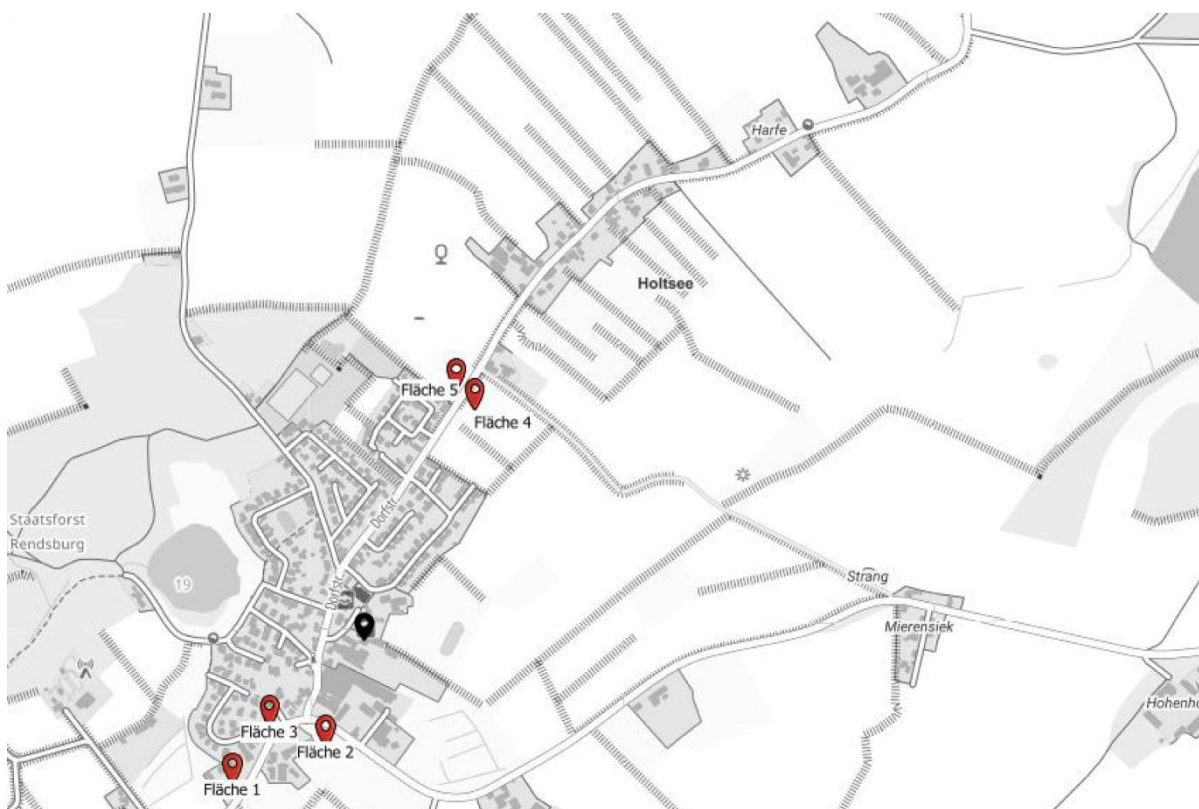 Harfe
Holtsee
Fläche 5
Fläche 4
Dorfstr.
Staatsforst
Rendsburg
19
Strang
Dorfstr.
Mierensiek
Hohenho
Fläche 3
Fläche 2
Fläche 1